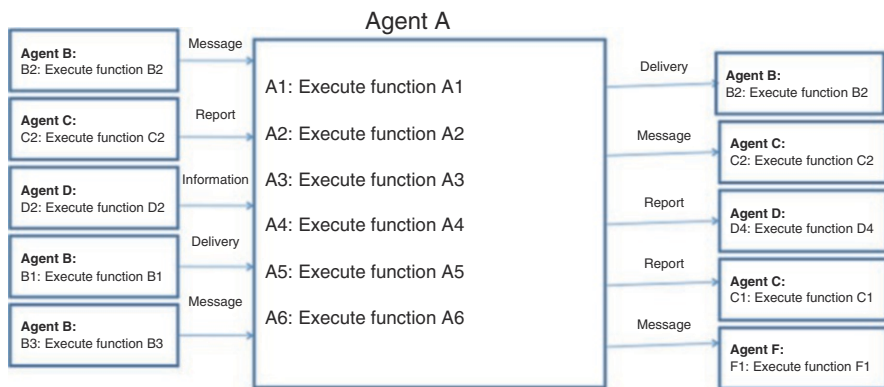 Agent A
Agent B:
B2: Execute function B2
Message
Agent C:
C2: Execute function C2
Report
Agent D:
D2: Execute function D2
Information
Agent B:
B1: Execute function B1
Delivery
Agent B:
B3: Execute function B3
Message
A1: Execute function A1
A2: Execute function A2
A3: Execute function A3
A4: Execute function A4
A5: Execute function A5
A6: Execute function A6
Delivery
Agent B:
B2: Execute function B2
Message
Agent C:
C2: Execute function C2
Report
Agent D:
D4: Execute function D4
Report
Agent C:
C1: Execute function C1
Message
Agent F:
F1: Execute function F1